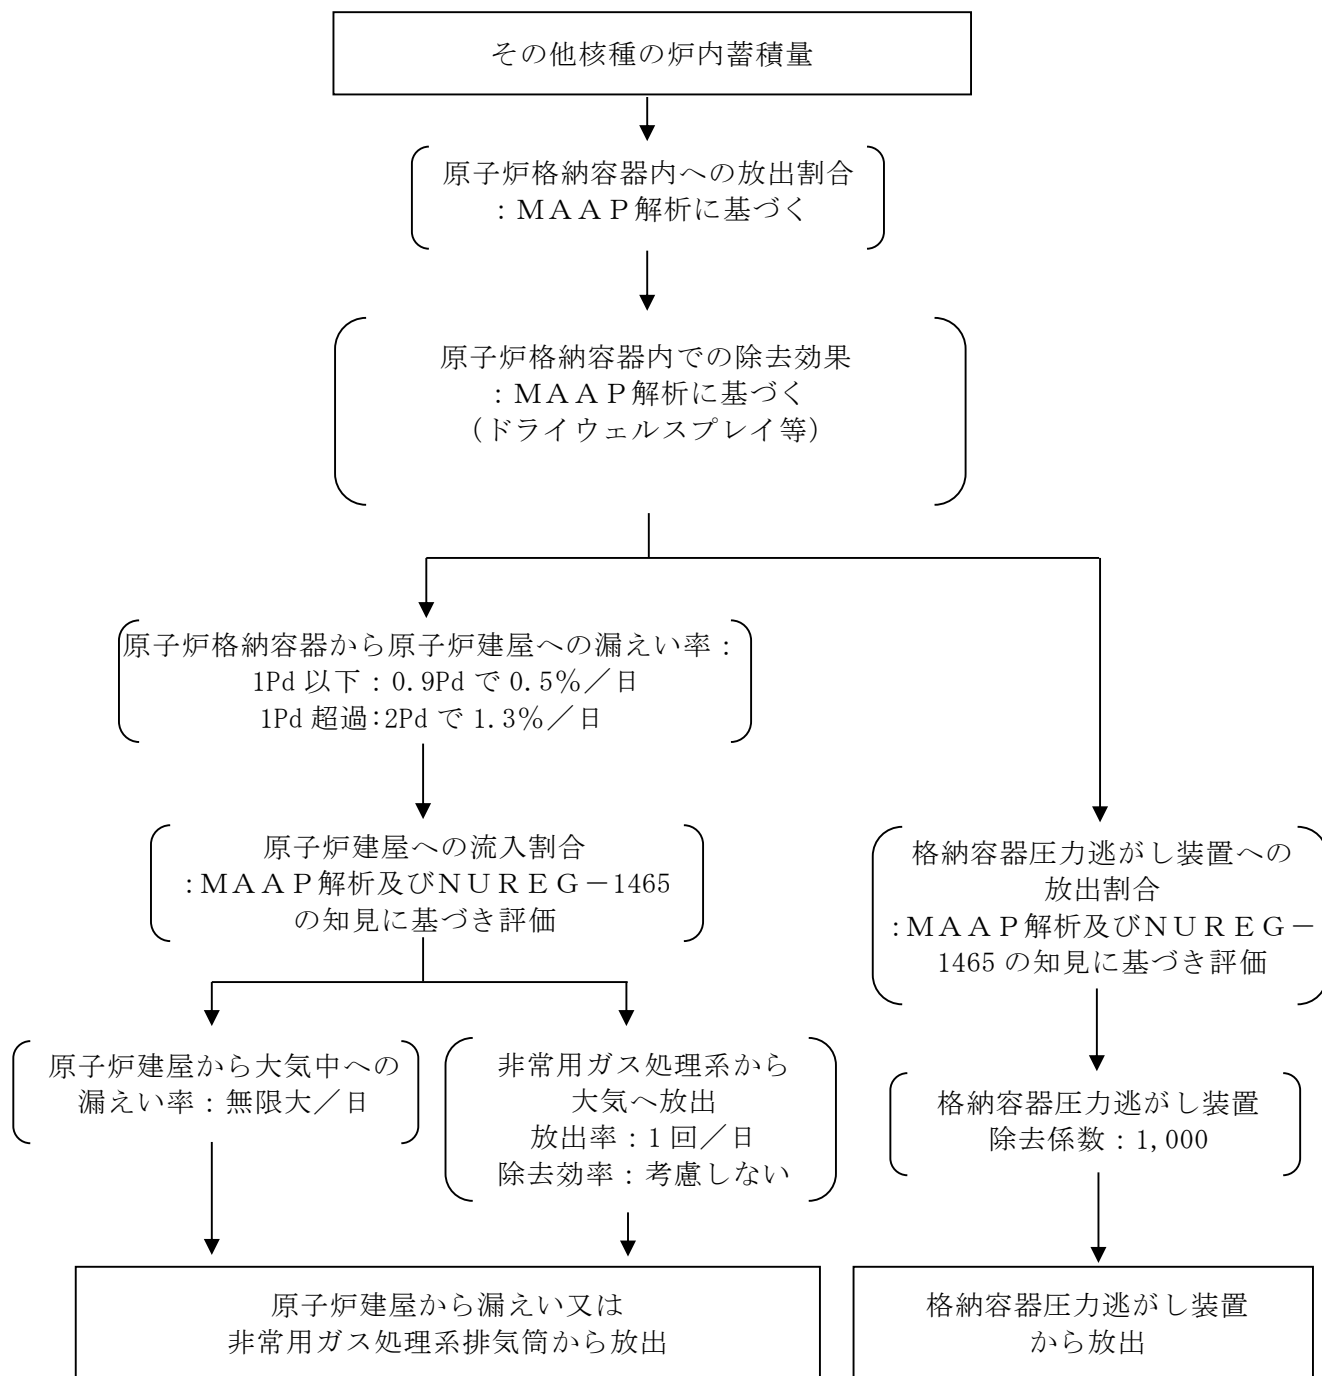 その他核種の炉内蓄積量
原子炉格納容器内への放出割合
：ＭＡＡＰ解析に基づく
原子炉格納容器内での除去効果
：ＭＡＡＰ解析に基づく
（ドライウェルスプレイ等）
原子炉格納容器から原子炉建屋への漏えい率：
1Pd 以下：0.9Pd で 0.5％／日
1Pd 超過：2Pd で 1.3％／日
原子炉建屋への流入割合
：ＭＡＡＰ解析及びＮＵＲＥＧ－1465
の知見に基づき評価
格納容器圧力逃がし装置への
放出割合
：ＭＡＡＰ解析及びＮＵＲＥＧ－
1465 の知見に基づき評価
原子炉建屋から大気中への
漏えい率：無限大／日
非常用ガス処理系から
大気へ放出
放出率：1 回／日
除去効率：考慮しない
格納容器圧力逃がし装置
除去係数：1,000
原子炉建屋から漏えい又は
非常用ガス処理系排気筒から放出
格納容器圧力逃がし装置
から放出